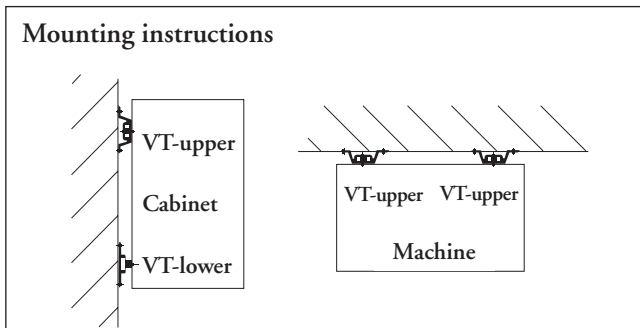 Mounting instructions
VT-upper
Cabinet
VT-lower
VT-upper VT-upper
Machine